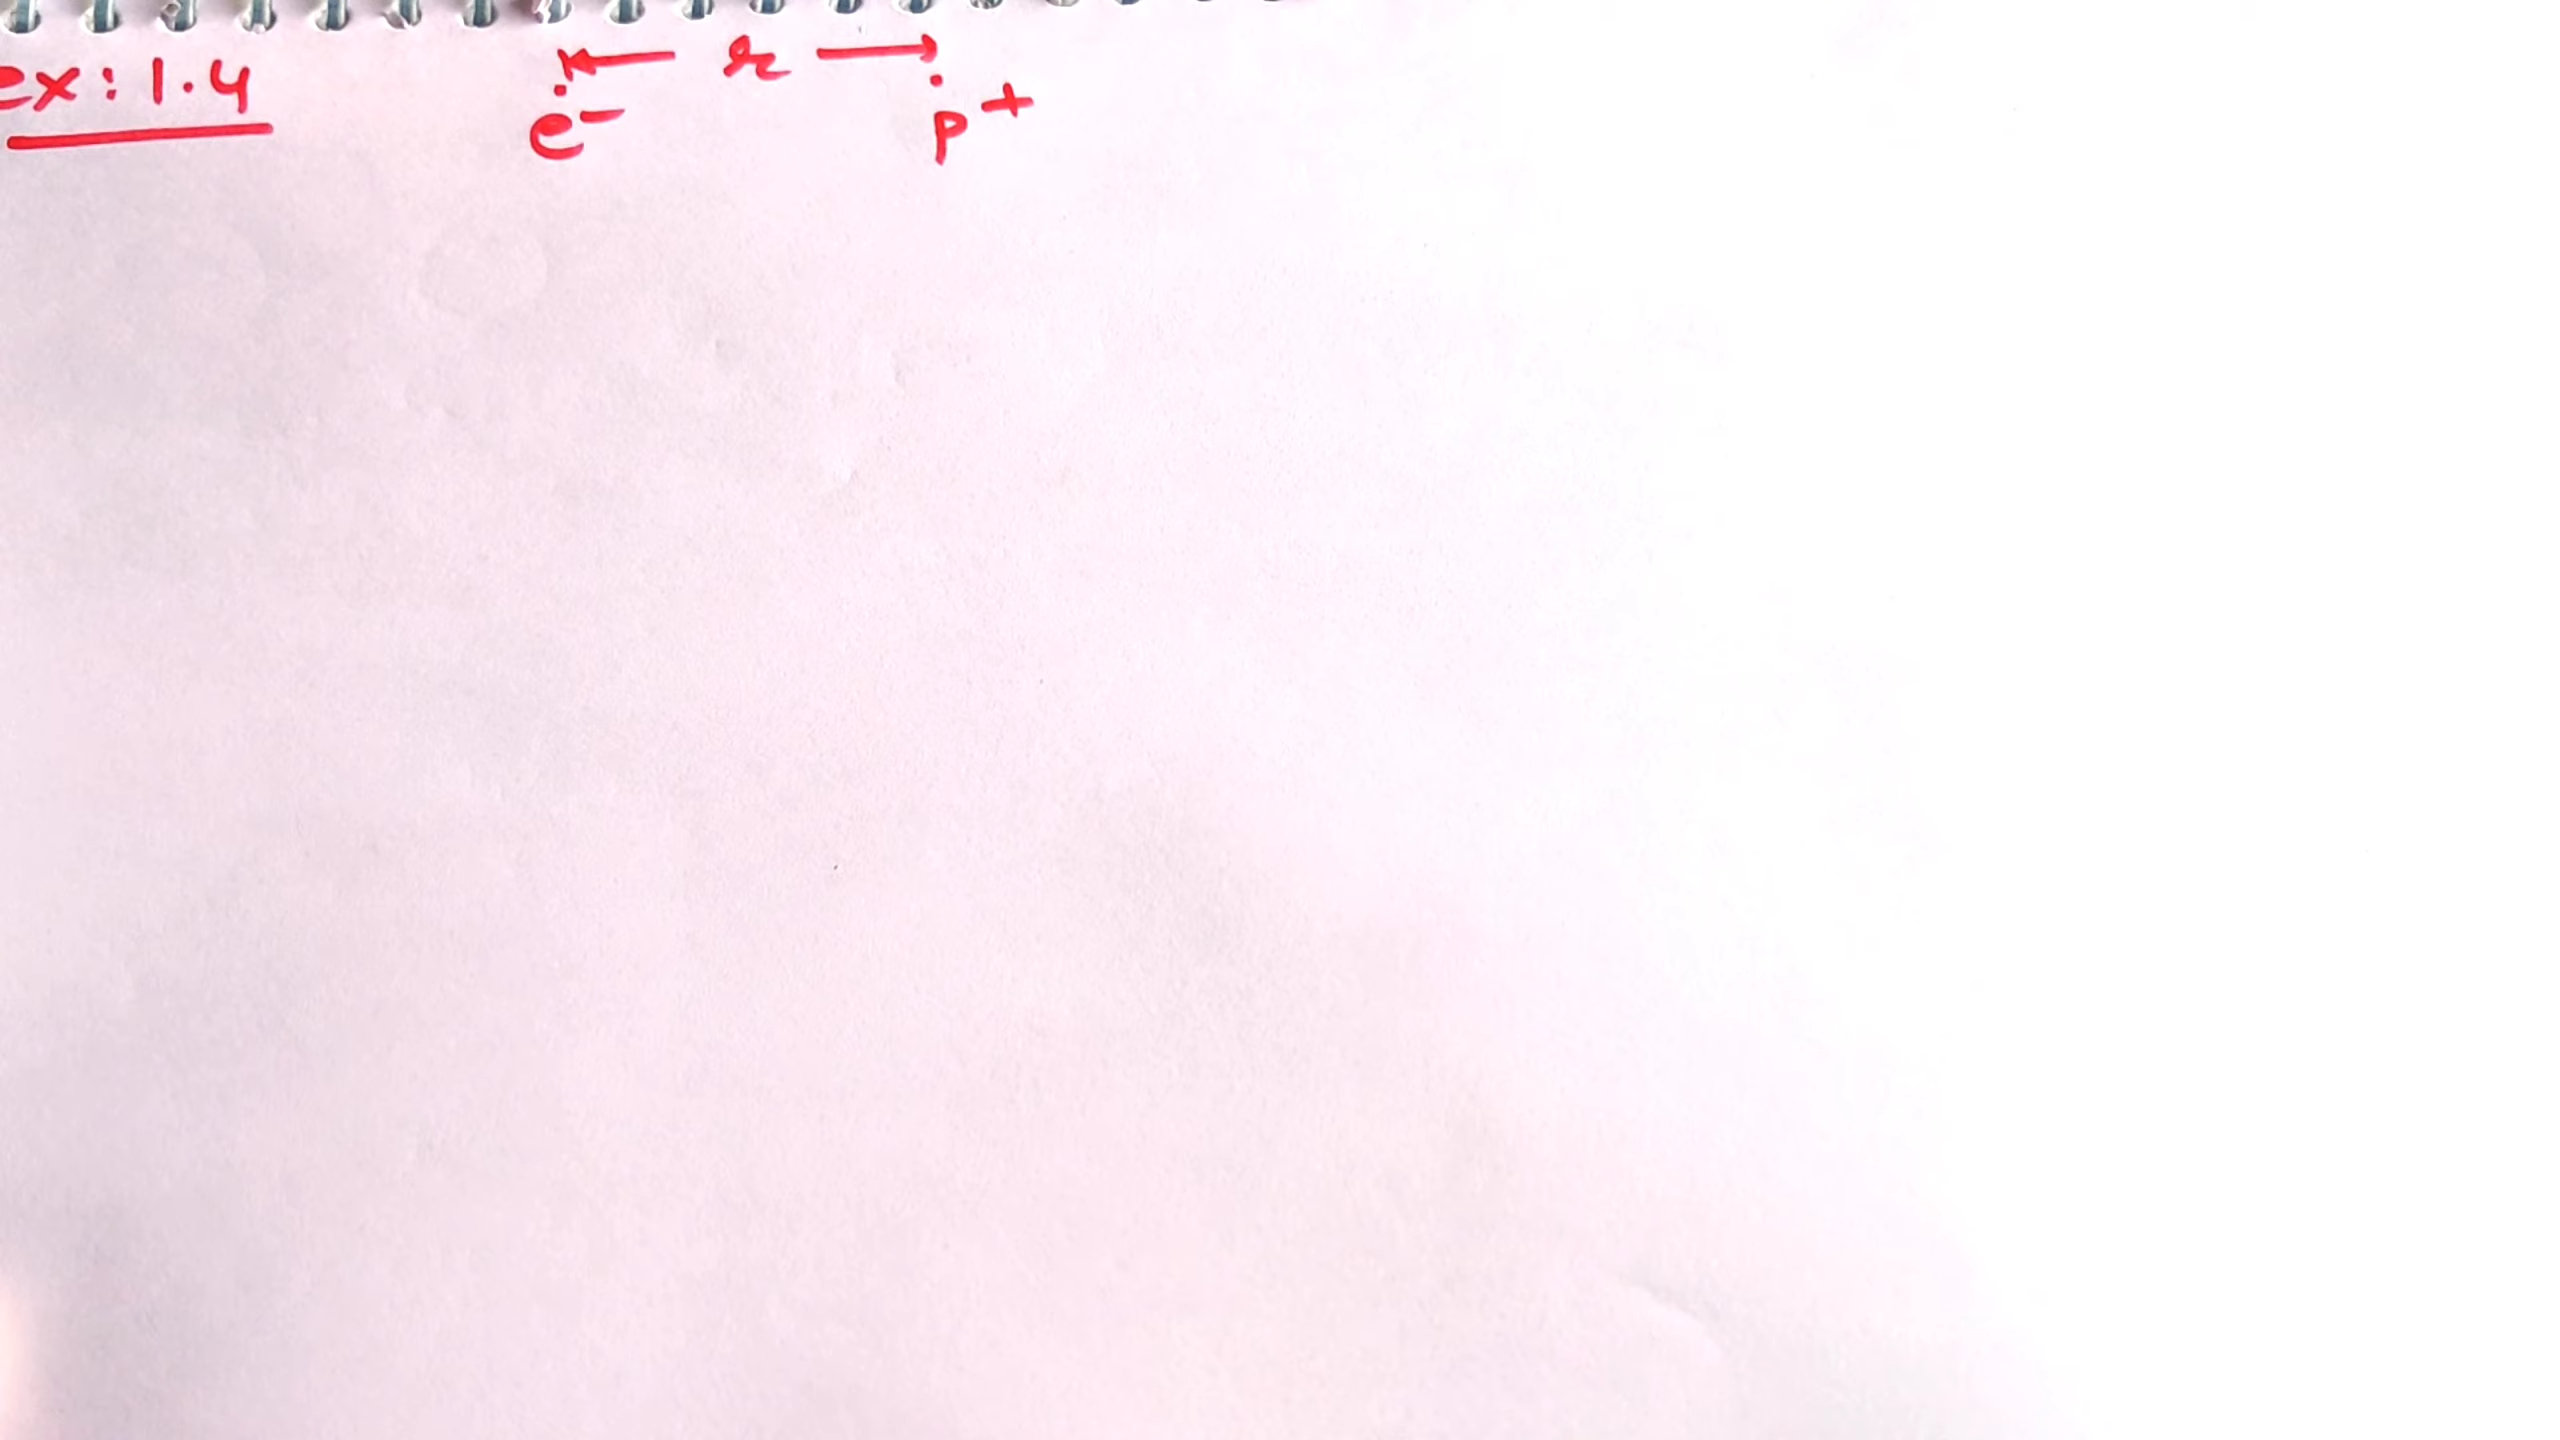 ex: 1.4
← r →
e⁻ p⁺